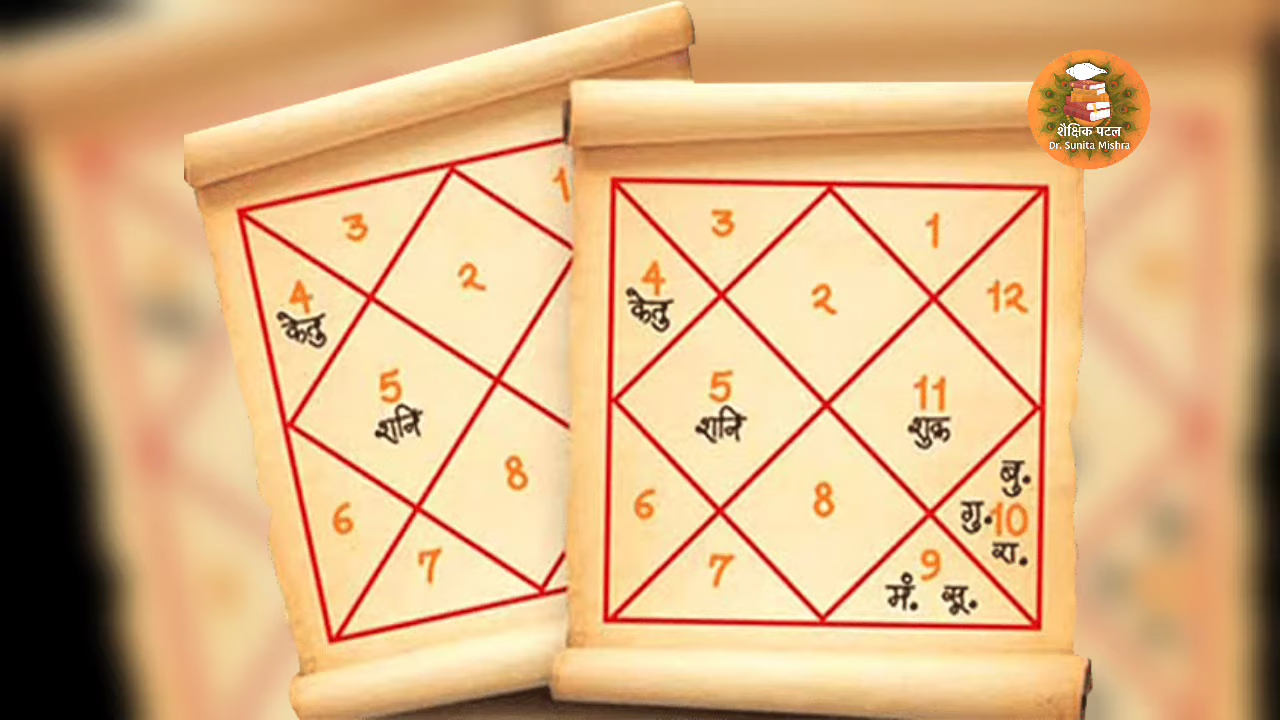 शैक्षिक पटल
Dr. Sunita Mishra
3
1
2
4
केतु
5
शनि
8
6
7
3
1
4
केतु
2
12
5
शनि
11
शुक्र
बु.
6
8
गु. 10
रा.
7
9
मं. सू.